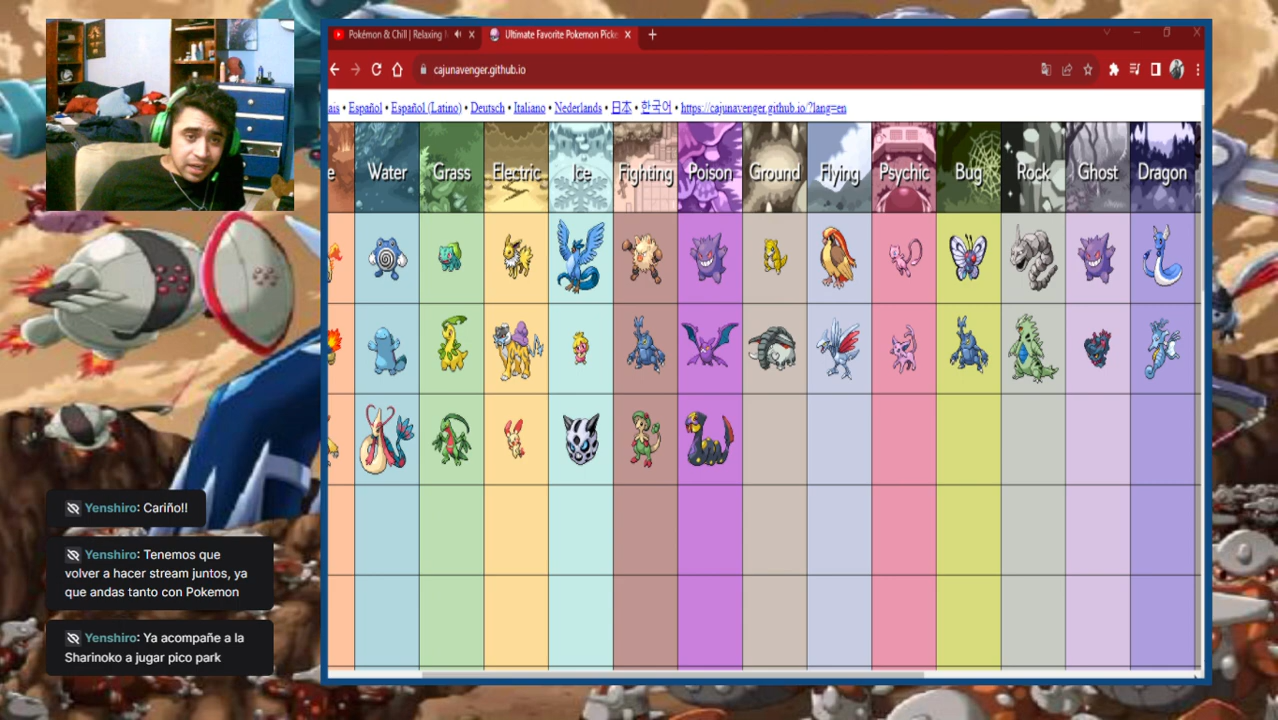 Pokémon & Chill | Relaxing
Ultimate Favorite Pokemon Picke
cajunavenger.github.io
ais • Español • Español (Latino) • Deutsch • Italiano • Nederlands • 日本 • 한국어 • https://cajunavenger.github.io/?lang=en
e Water Grass Electric Ice Fighting Poison Ground Flying Psychic Bug Rock Ghost Dragon
Yenshiro: Cariño!!
Yenshiro: Tenemos que
volver a hacer stream juntos, ya
que andas tanto con Pokemon
Yenshiro: Ya acompañe a la
Sharinoko a jugar pico park